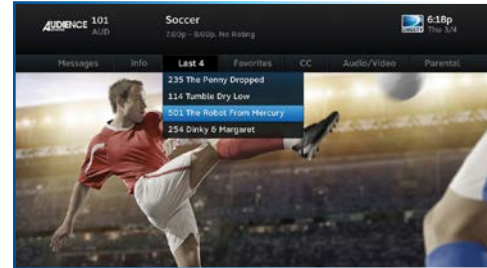 AUDIENCE 101
AUD
Soccer
7:00p - 8:00p, No Rating
DIRECTV
6:18p
Thu 3/4
Messages Info Last 4 Favorites CC Audio/Video Parental
235 The Penny Dropped
114 Tumble Dry Low
501 The Robot From Mercury
254 Dinky & Margaret